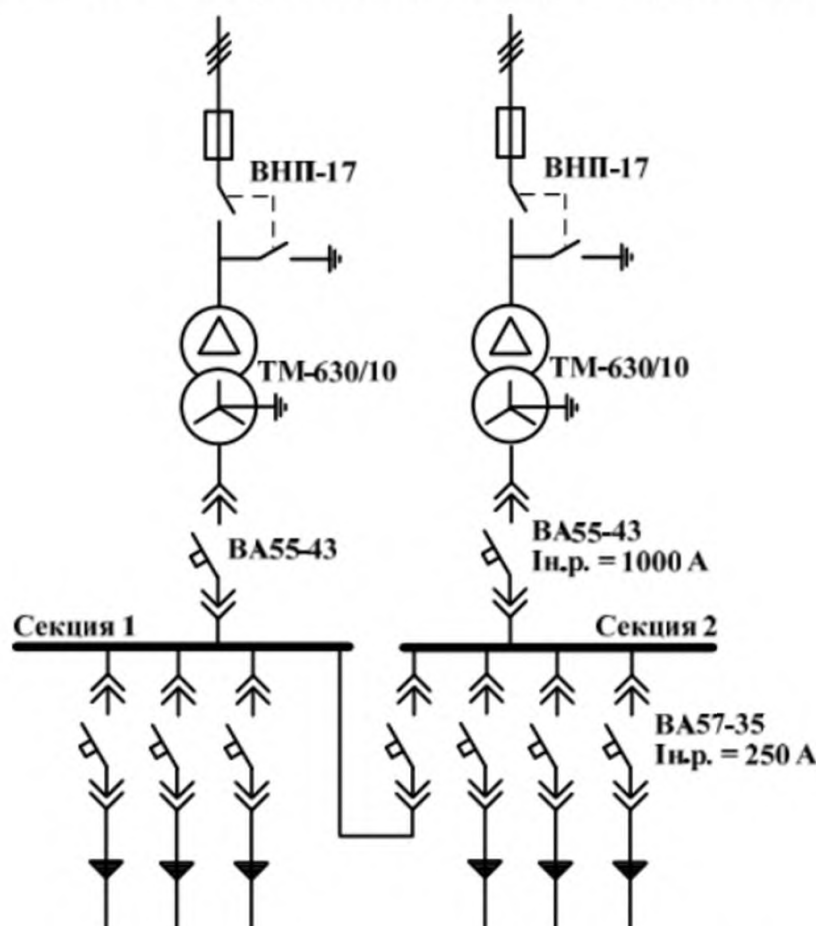 ВНП-17
ВНП-17
ТМ-630/10
ТМ-630/10
ВА55-43
ВА55-43
Iн.р. = 1000 А
Секция 1
Секция 2
ВА57-35
Iн.р. = 250 А